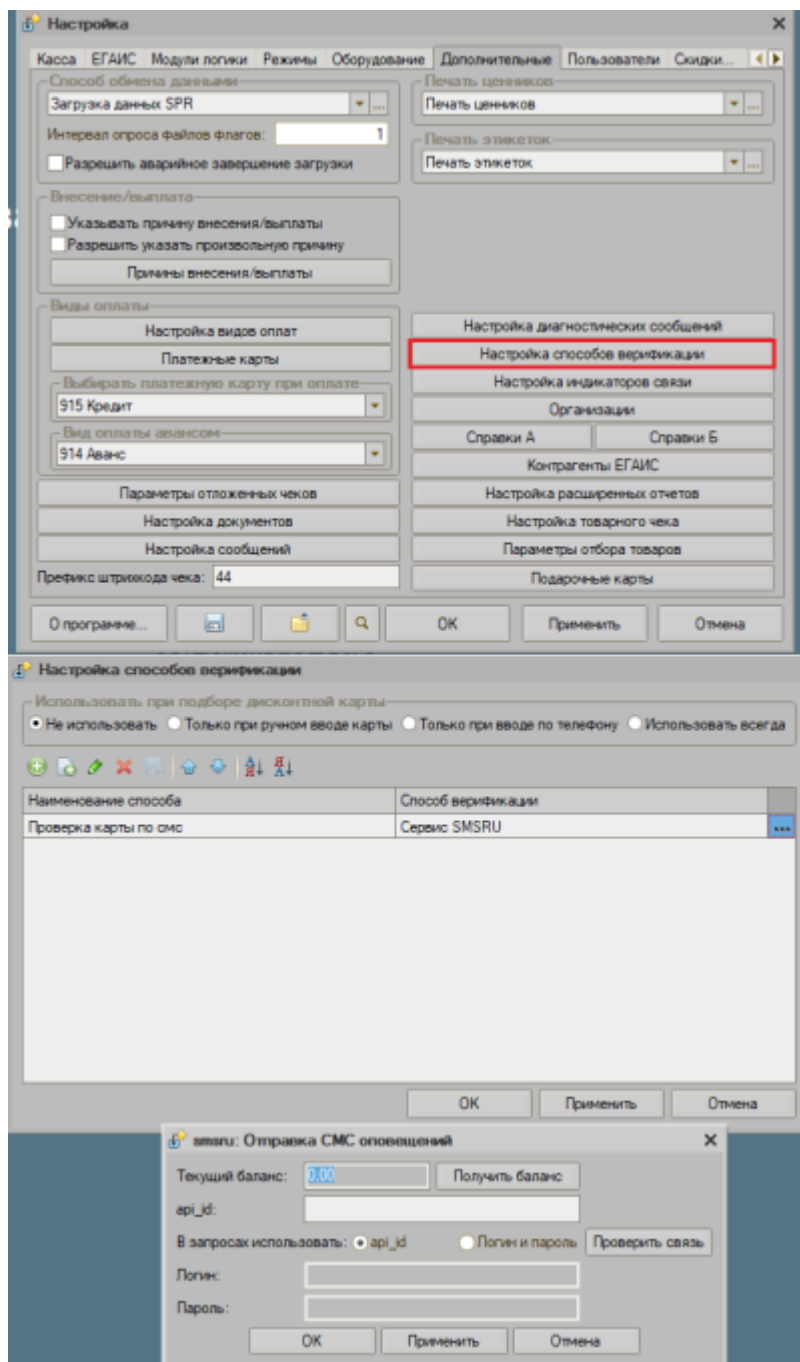 Настройка
Касса ЕГАИС Модули логики Режимы Оборудование Дополнительные Пользователи Скидки...
Способ обмена данными
Загрузка данных SPR
Интервал опроса файлов флагов: 1
Разрешить аварийное завершение загрузки
Внесение/выплата
Указывать причину внесения/выплаты
Разрешить указать произвольную причину
Причины внесения/выплаты
Виды оплаты
Настройка видов оплат
Платежные карты
Выбирать платежную карту при оплате
915 Кредит
Вид оплаты авансом
914 Аванс
Параметры отложенных чеков
Настройка документов
Настройка сообщений
Префикс штрихкода чека: 44
Печать ценников
Печать ценников
Печать этикеток
Печать этикеток
Настройка диагностических сообщений
Настройка способов верификации
Настройка индикаторов связи
Организации
Справки А Справки Б
Контрагенты ЕГАИС
Настройка расширенных отчетов
Настройка товарного чека
Параметры отбора товаров
Подарочные карты
О программе... ОК Применить Отмена
Настройка способов верификации
Использовать при подборе дисконтной карты
Не использовать Только при ручном вводе карты Только при вводе по телефону Использовать всегда
Наименование способа Способ верификации
Проверка карты по смс Сервис SMSRU ...
ОК Применить Отмена
smsru: Отправка СМС оповещений
Текущий баланс: 0,00 Получить баланс
api_id:
В запросах использовать: api_id Логин и пароль Проверить связь
Логин:
Пароль:
ОК Применить Отмена